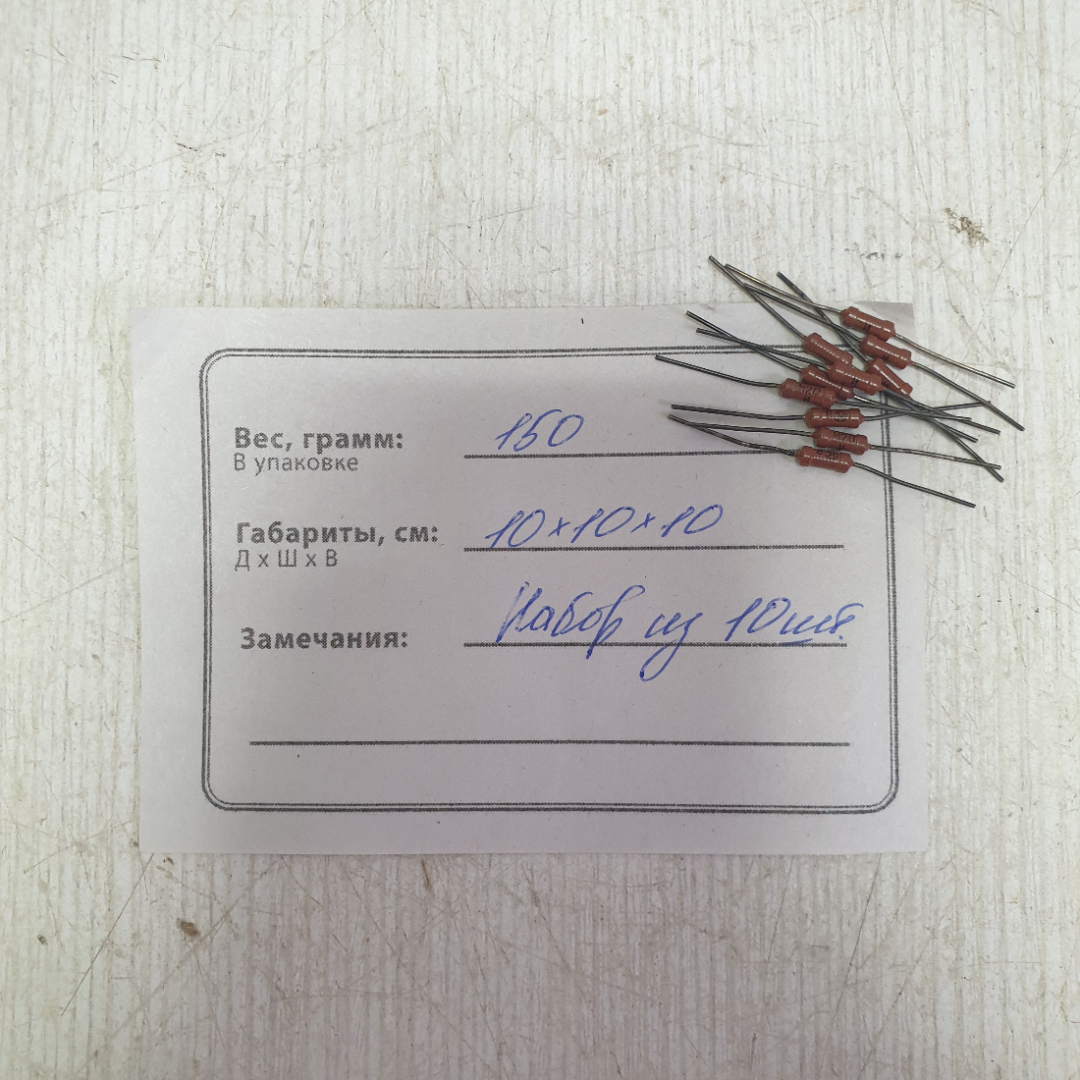 Вес, грамм: 150
В упаковке
Габариты, см: 10×10×10
Д х Ш х В
Замечания: Набор из 10шт.